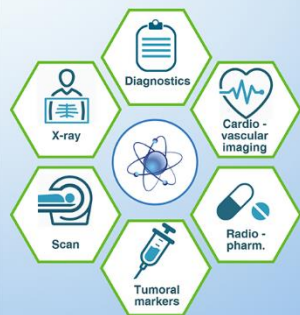 Diagnostics
X-ray
Cardio -
vascular
imaging
Scan
Radio -
pharm.
Tumoral
markers